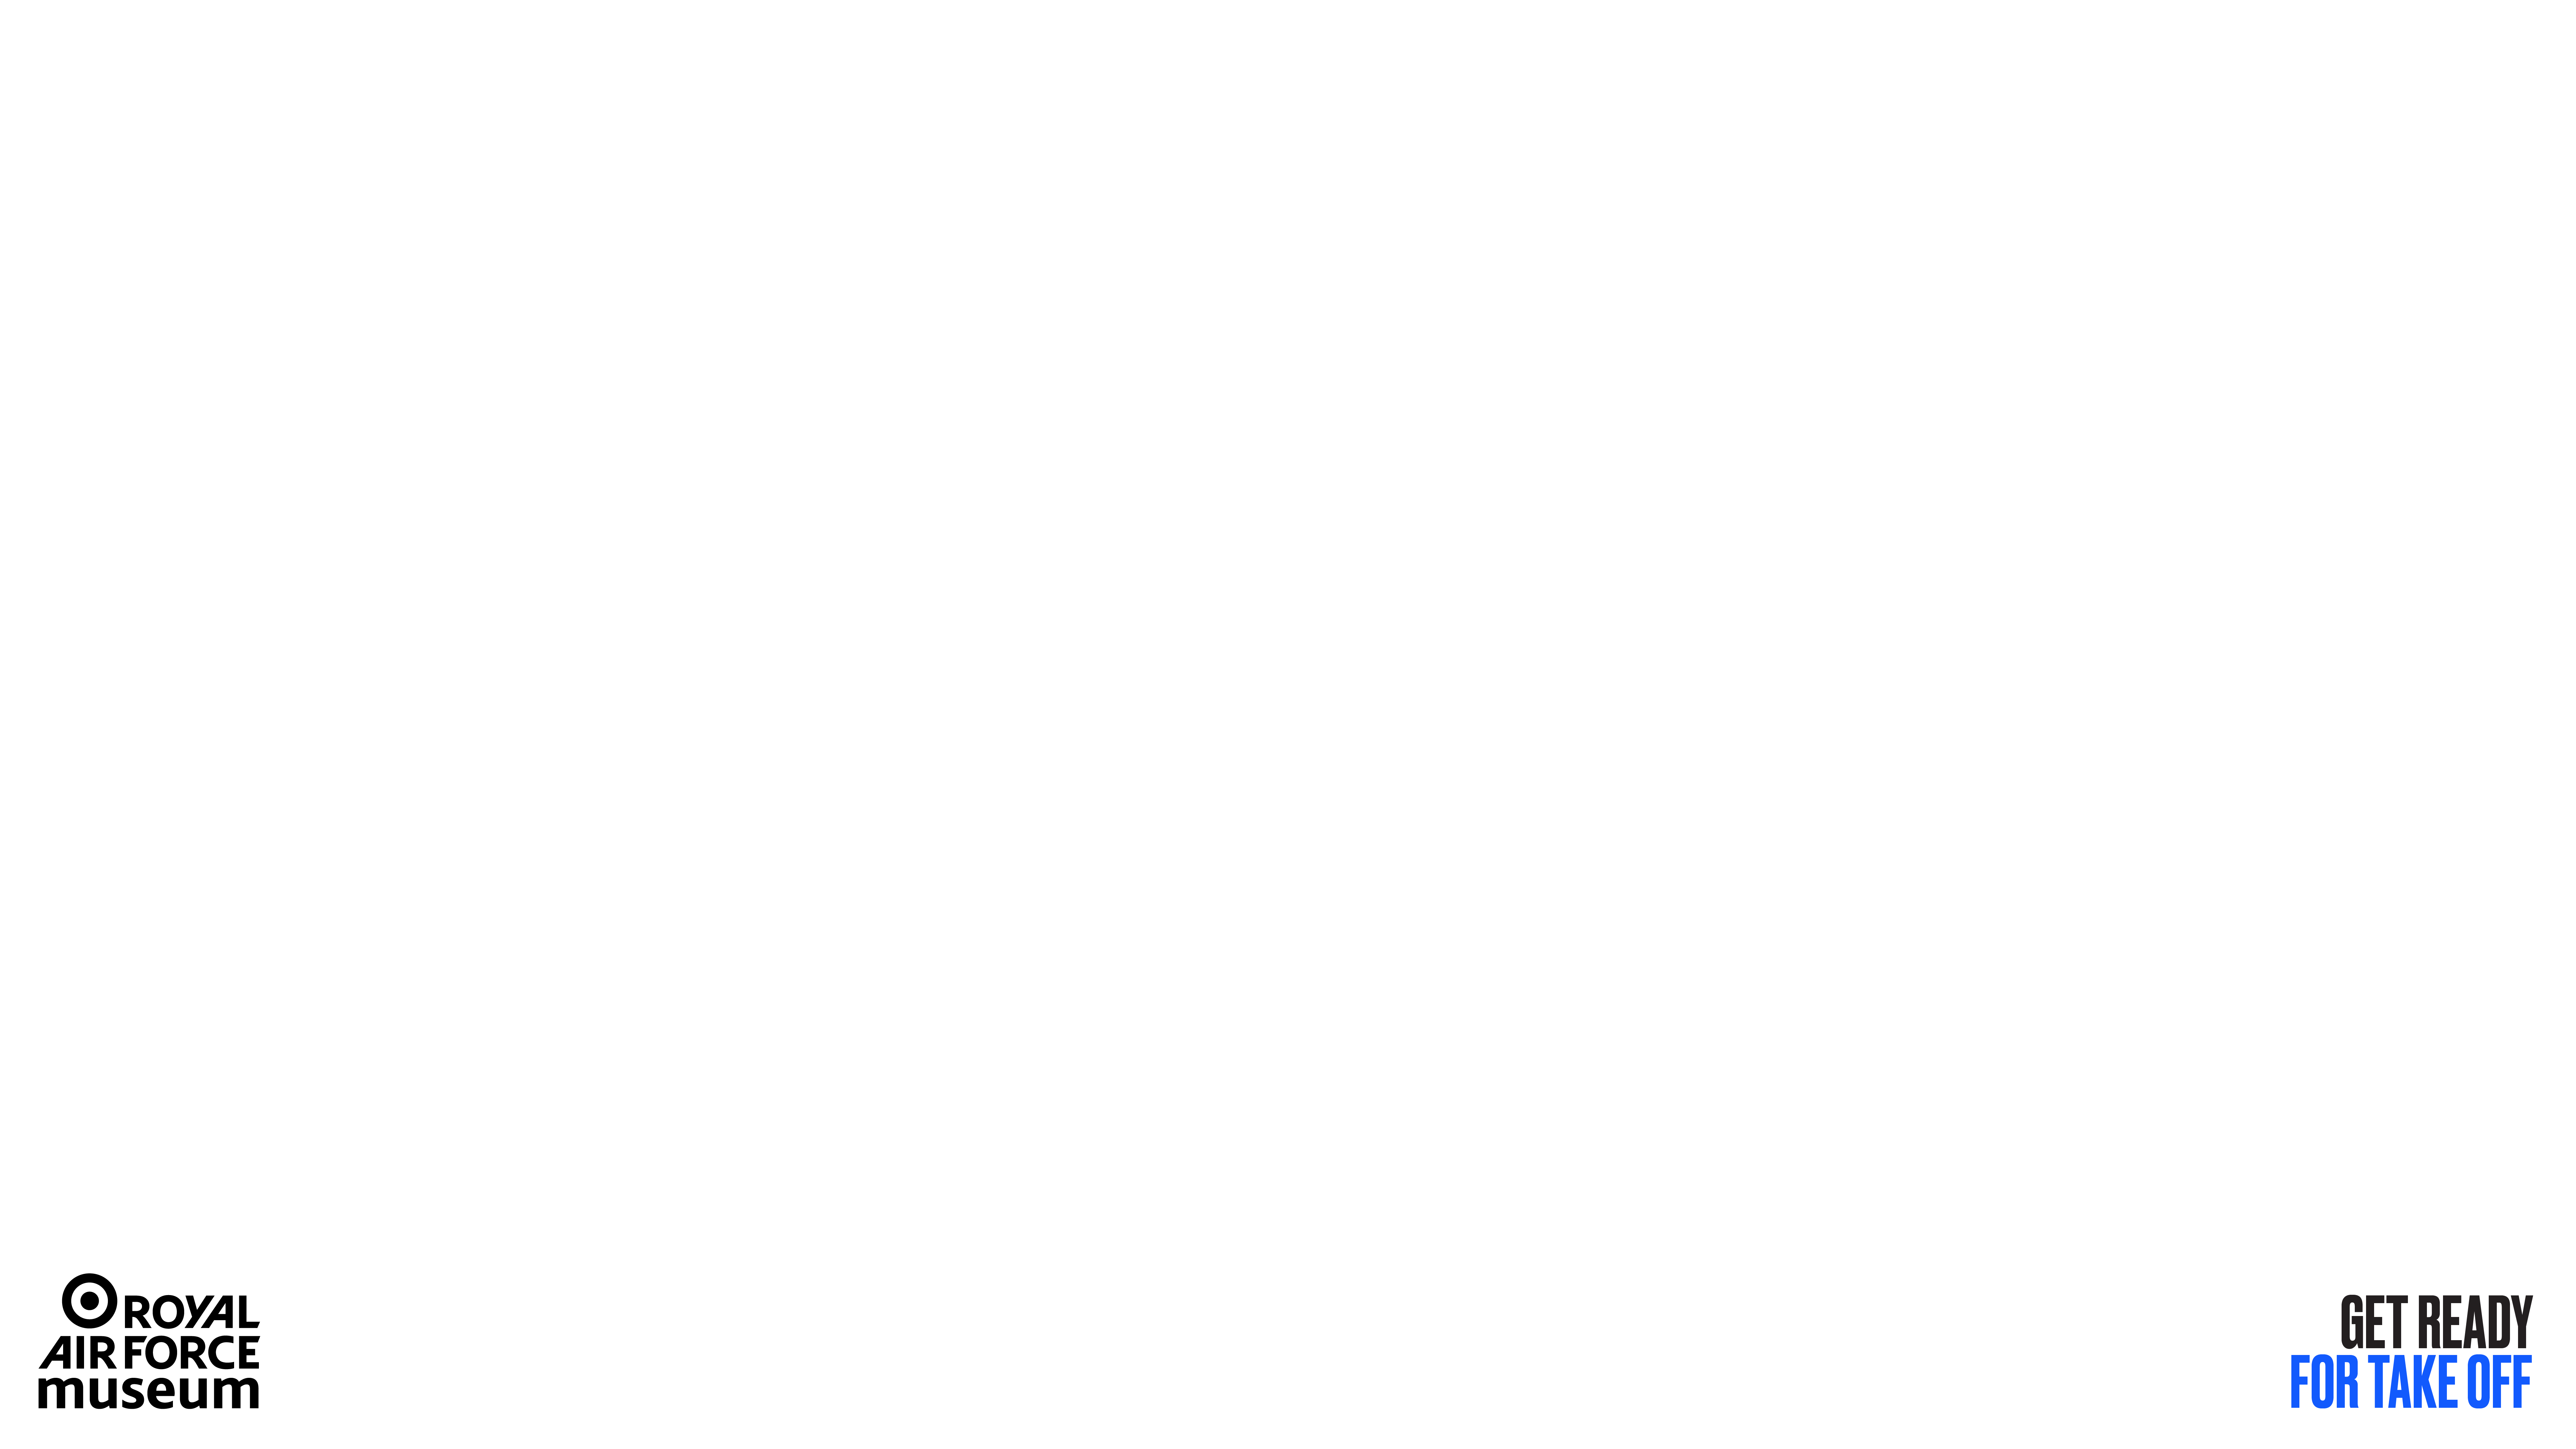 ROYAL
AIR FORCE
museum
GET READY
FOR TAKE OFF